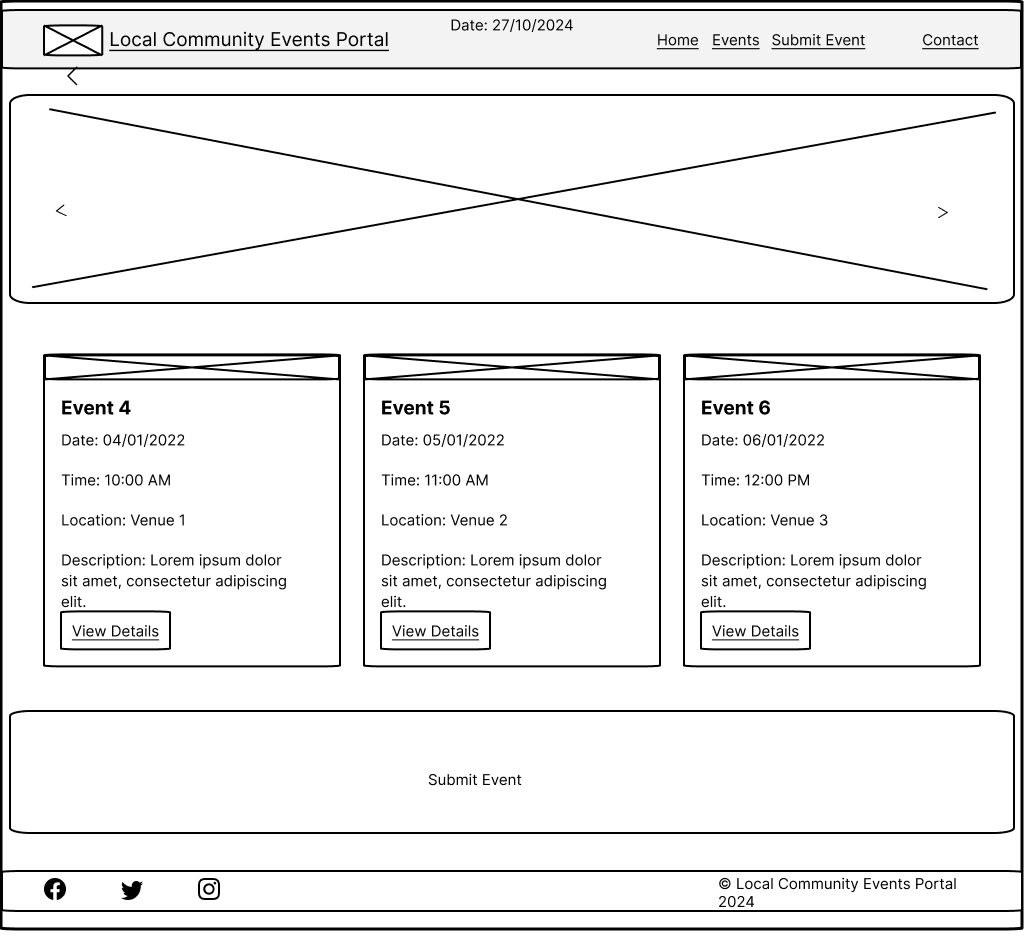 Date: 27/10/2024
Local Community Events Portal
Home Events Submit Event Contact
<
>
Event 4
Date: 04/01/2022
Time: 10:00 AM
Location: Venue 1
Description: Lorem ipsum dolor
sit amet, consectetur adipiscing
elit.
View Details
Event 5
Date: 05/01/2022
Time: 11:00 AM
Location: Venue 2
Description: Lorem ipsum dolor
sit amet, consectetur adipiscing
elit.
View Details
Event 6
Date: 06/01/2022
Time: 12:00 PM
Location: Venue 3
Description: Lorem ipsum dolor
sit amet, consectetur adipiscing
elit.
View Details
Submit Event
© Local Community Events Portal
2024